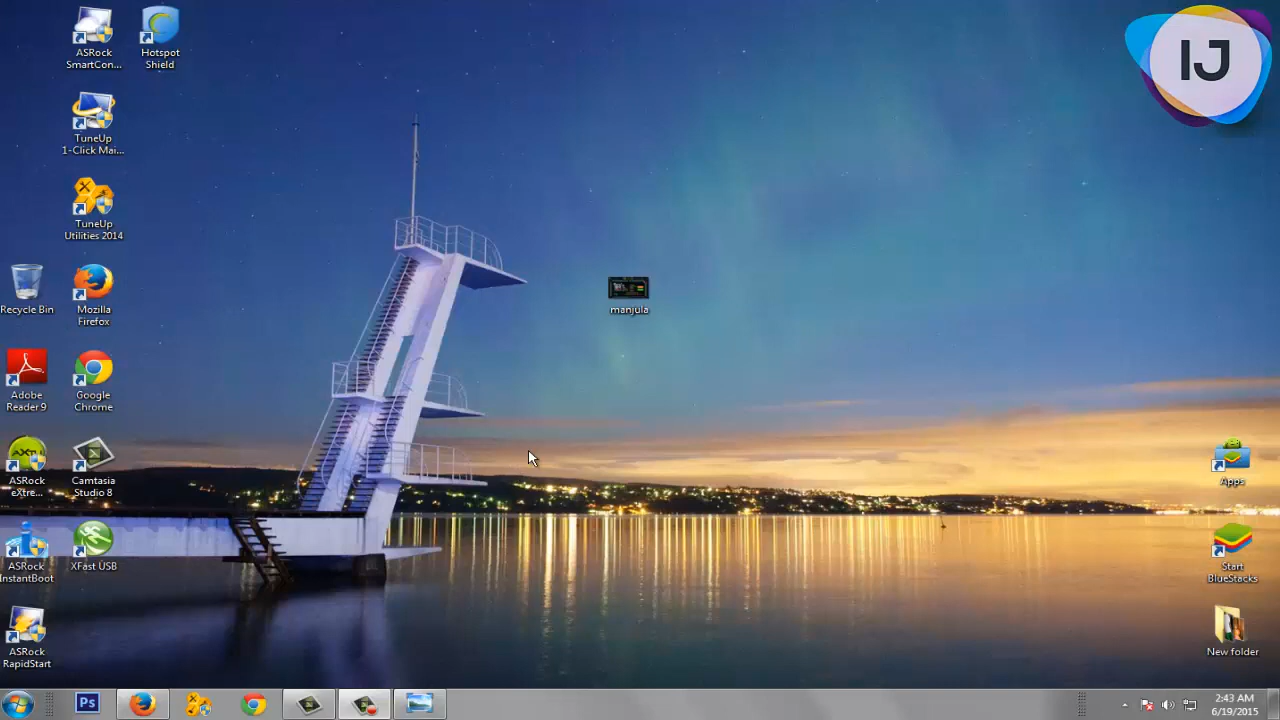 ASRock
SmartCon...
Hotspot
Shield
TuneUp
1-Click Mai...
TuneUp
Utilities 2014
Recycle Bin
Mozilla
Firefox
manjula
Adobe
Reader 9
Google
Chrome
ASRock
eXtre...
Camtasia
Studio 8
ASRock
InstantBoot
XFast USB
ASRock
RapidStart
Apps
Start
BlueStacks
New folder
IJ
Ps
2:43 AM
6/19/2015